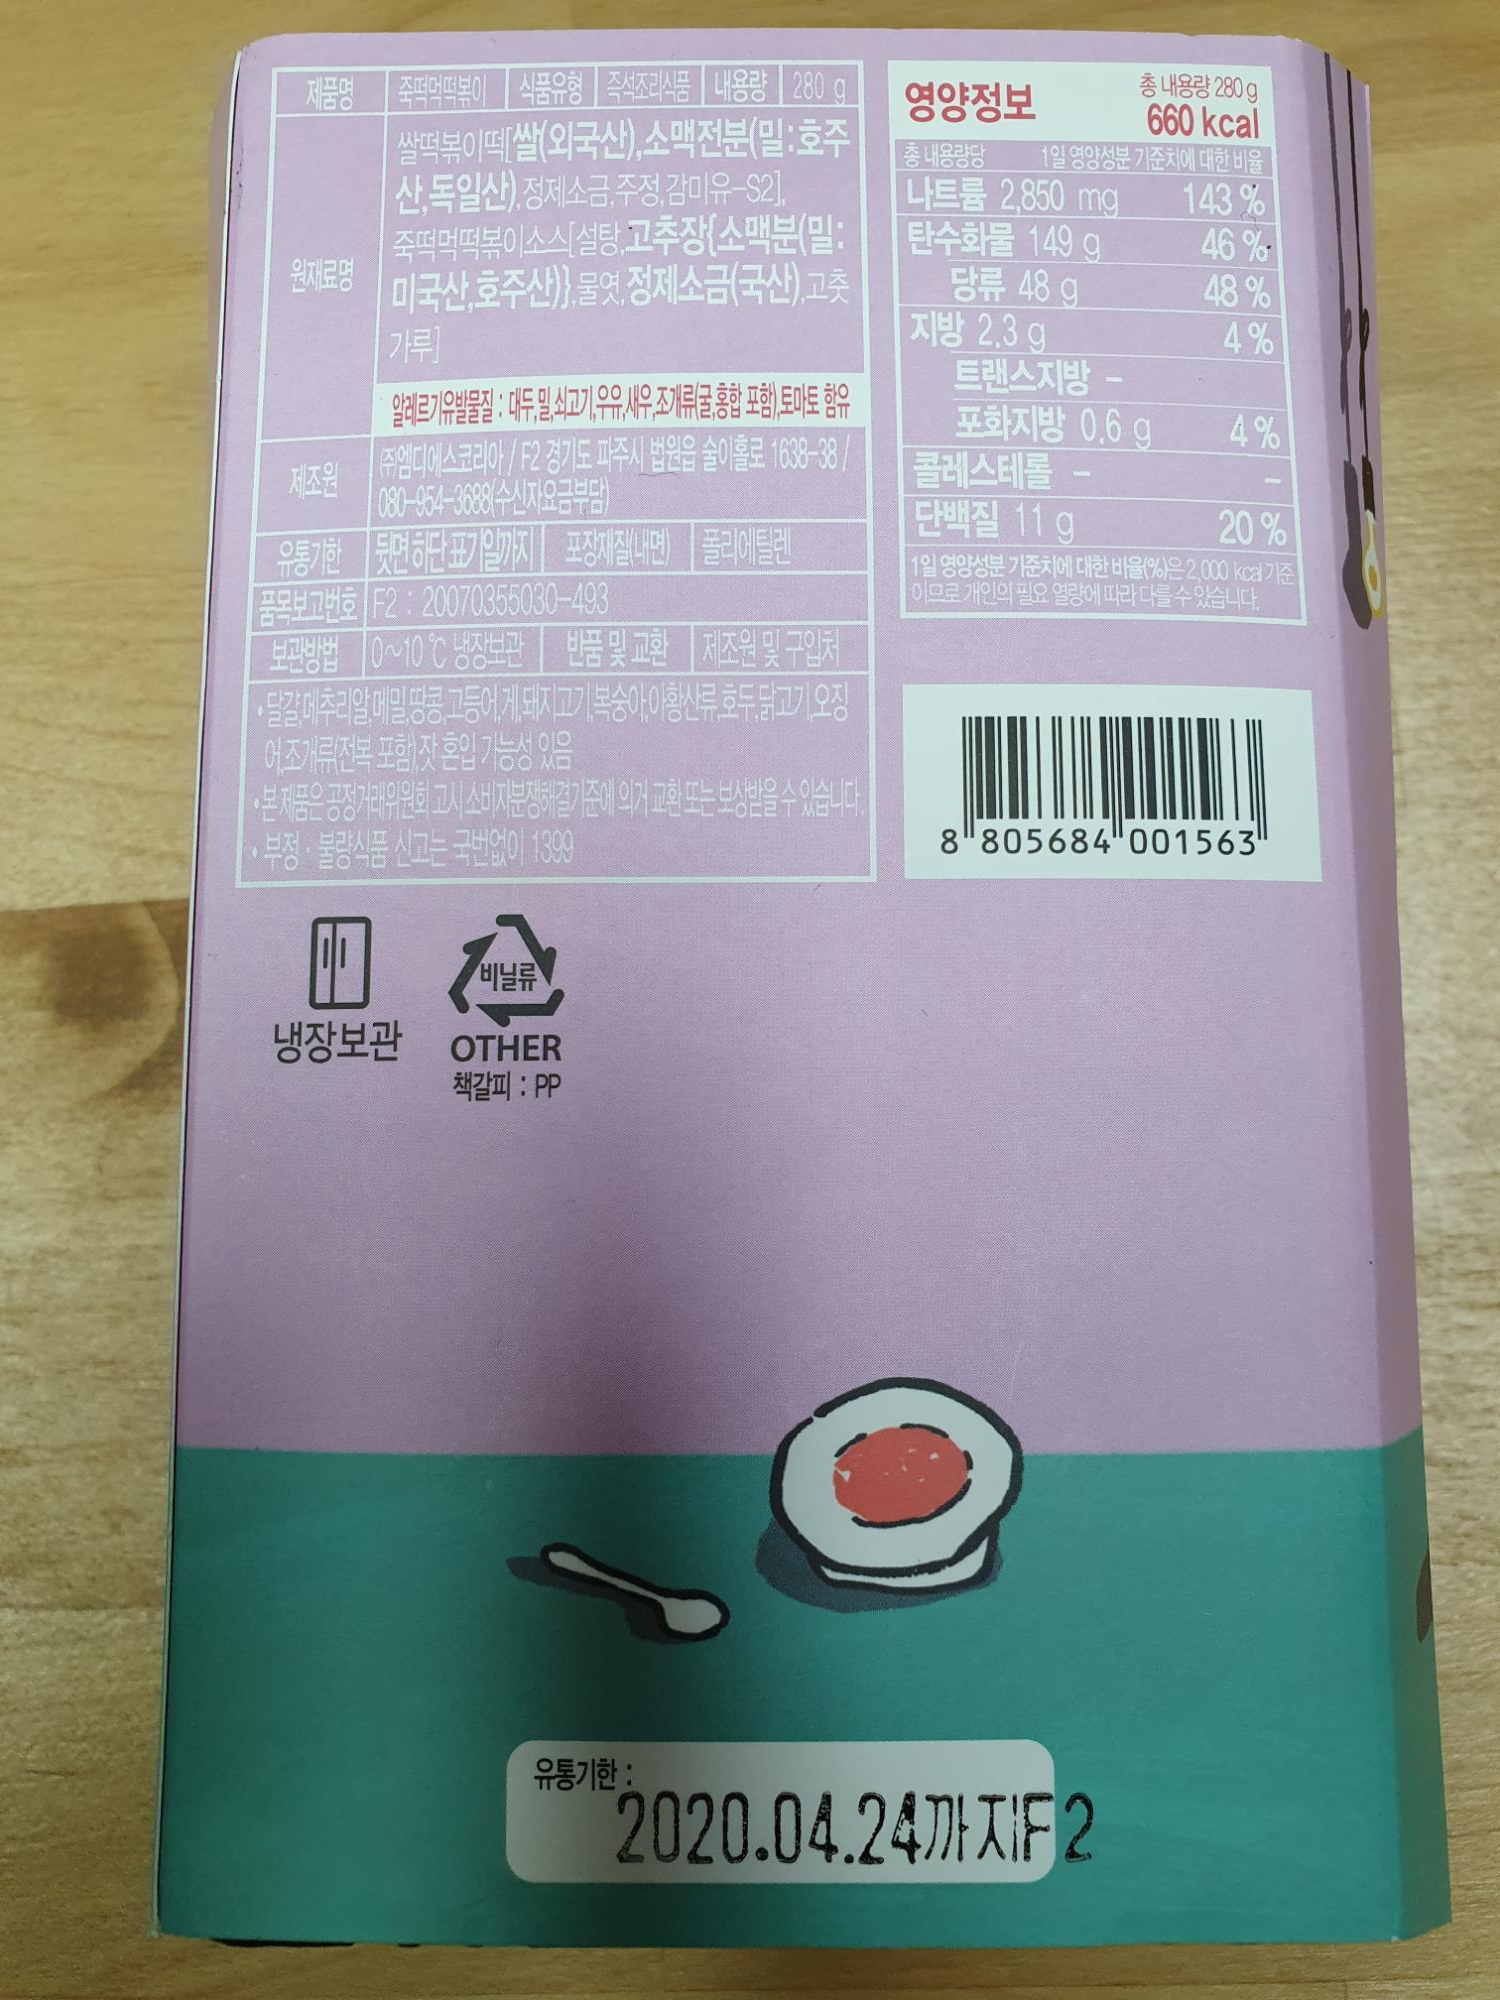 제품명 죽떡먹떡볶이 식품유형 즉석조리식품 내용량 280 g
원재료명
쌀떡볶이떡[쌀(외국산),소맥전분(밀:호주
산,독일산),정제소금,주정,감미유-S2],
죽떡먹떡볶이소스[설탕,고추장{소맥분(밀:
미국산,호주산)},물엿,정제소금(국산),고춧
가루]
알레르기유발물질 : 대두,밀,쇠고기,우유,새우,조개류(굴,홍합 포함),토마토 함유
제조원
㈜엠디에스코리아 / F2 경기도 파주시 법원읍 술이홀로 1638-38 /
080-954-3688(수신자요금부담)
유통기한 뒷면 하단 표기일까지 포장재질(내면) 폴리에틸렌
품목보고번호 F2 : 20070355030-493
보관방법 0~10 ℃ 냉장보관 반품 및 교환 제조원 및 구입처
•달걀,메추리알,메밀,땅콩,고등어,게,돼지고기,복숭아,아황산류,호두,닭고기,오징
어,조개류(전복 포함),잣 혼입 가능성 있음
•본 제품은 공정거래위원회 고시 소비자분쟁해결기준에 의거 교환 또는 보상받을 수 있습니다.
•부정 · 불량식품 신고는 국번없이 1399
영양정보
총 내용량 280 g
660 kcal
총 내용량당 1일 영양성분 기준치에 대한 비율
나트륨 2,850 mg 143 %
탄수화물 149 g 46 %
당류 48 g 48 %
지방 2.3 g 4 %
트랜스지방 -
포화지방 0.6 g 4 %
콜레스테롤 - -
단백질 11 g 20 %
1일 영양성분 기준치에 대한 비율(%)은 2,000 kcal 기준
이므로 개인의 필요 열량에 따라 다를 수 있습니다.
8 805684 001563
냉장보관
비닐류
OTHER
책갈피 : PP
유통기한 :
2020.04.24까지F2